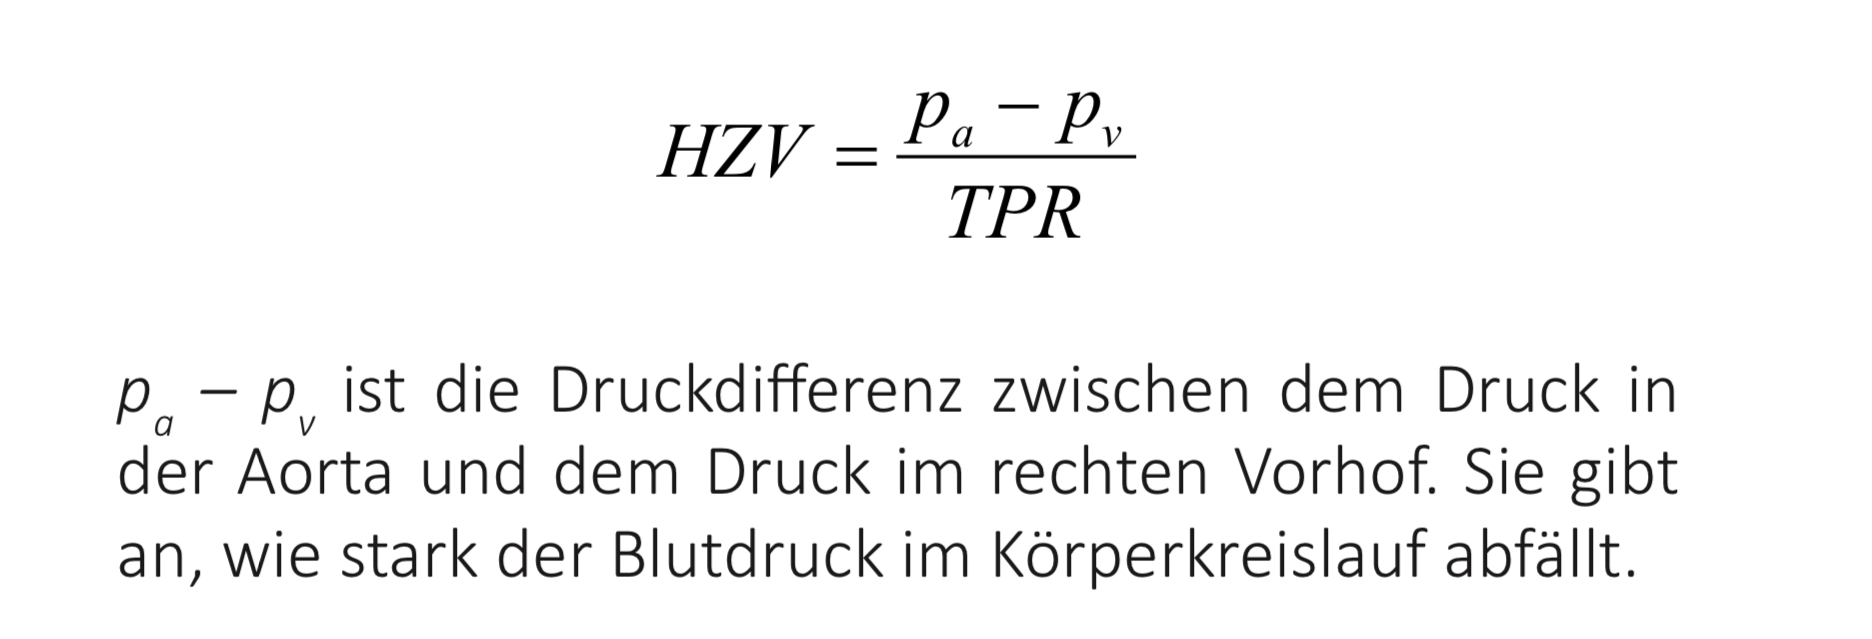 HZV = (p_a − p_v) / TPR
p_a − p_v ist die Druckdifferenz zwischen dem Druck in
der Aorta und dem Druck im rechten Vorhof. Sie gibt
an, wie stark der Blutdruck im Körperkreislauf abfällt.